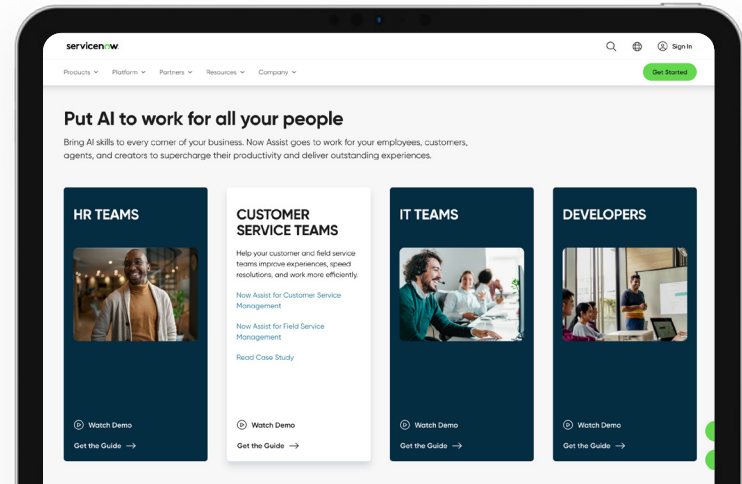 servicenow
Sign In
Products
Platform
Partners
Resources
Company
Get Started
Put AI to work for all your people
Bring AI skills to every corner of your business. Now Assist goes to work for your employees, customers,
agents, and creators to supercharge their productivity and deliver outstanding experiences.
HR TEAMS
Watch Demo
Get the Guide →
CUSTOMER
SERVICE TEAMS
Help your customer and field service
teams improve experiences, speed
resolutions, and work more efficiently.
Now Assist for Customer Service
Management
Now Assist for Field Service
Management
Read Case Study
Watch Demo
Get the Guide →
IT TEAMS
Watch Demo
Get the Guide →
DEVELOPERS
Watch Demo
Get the Guide →